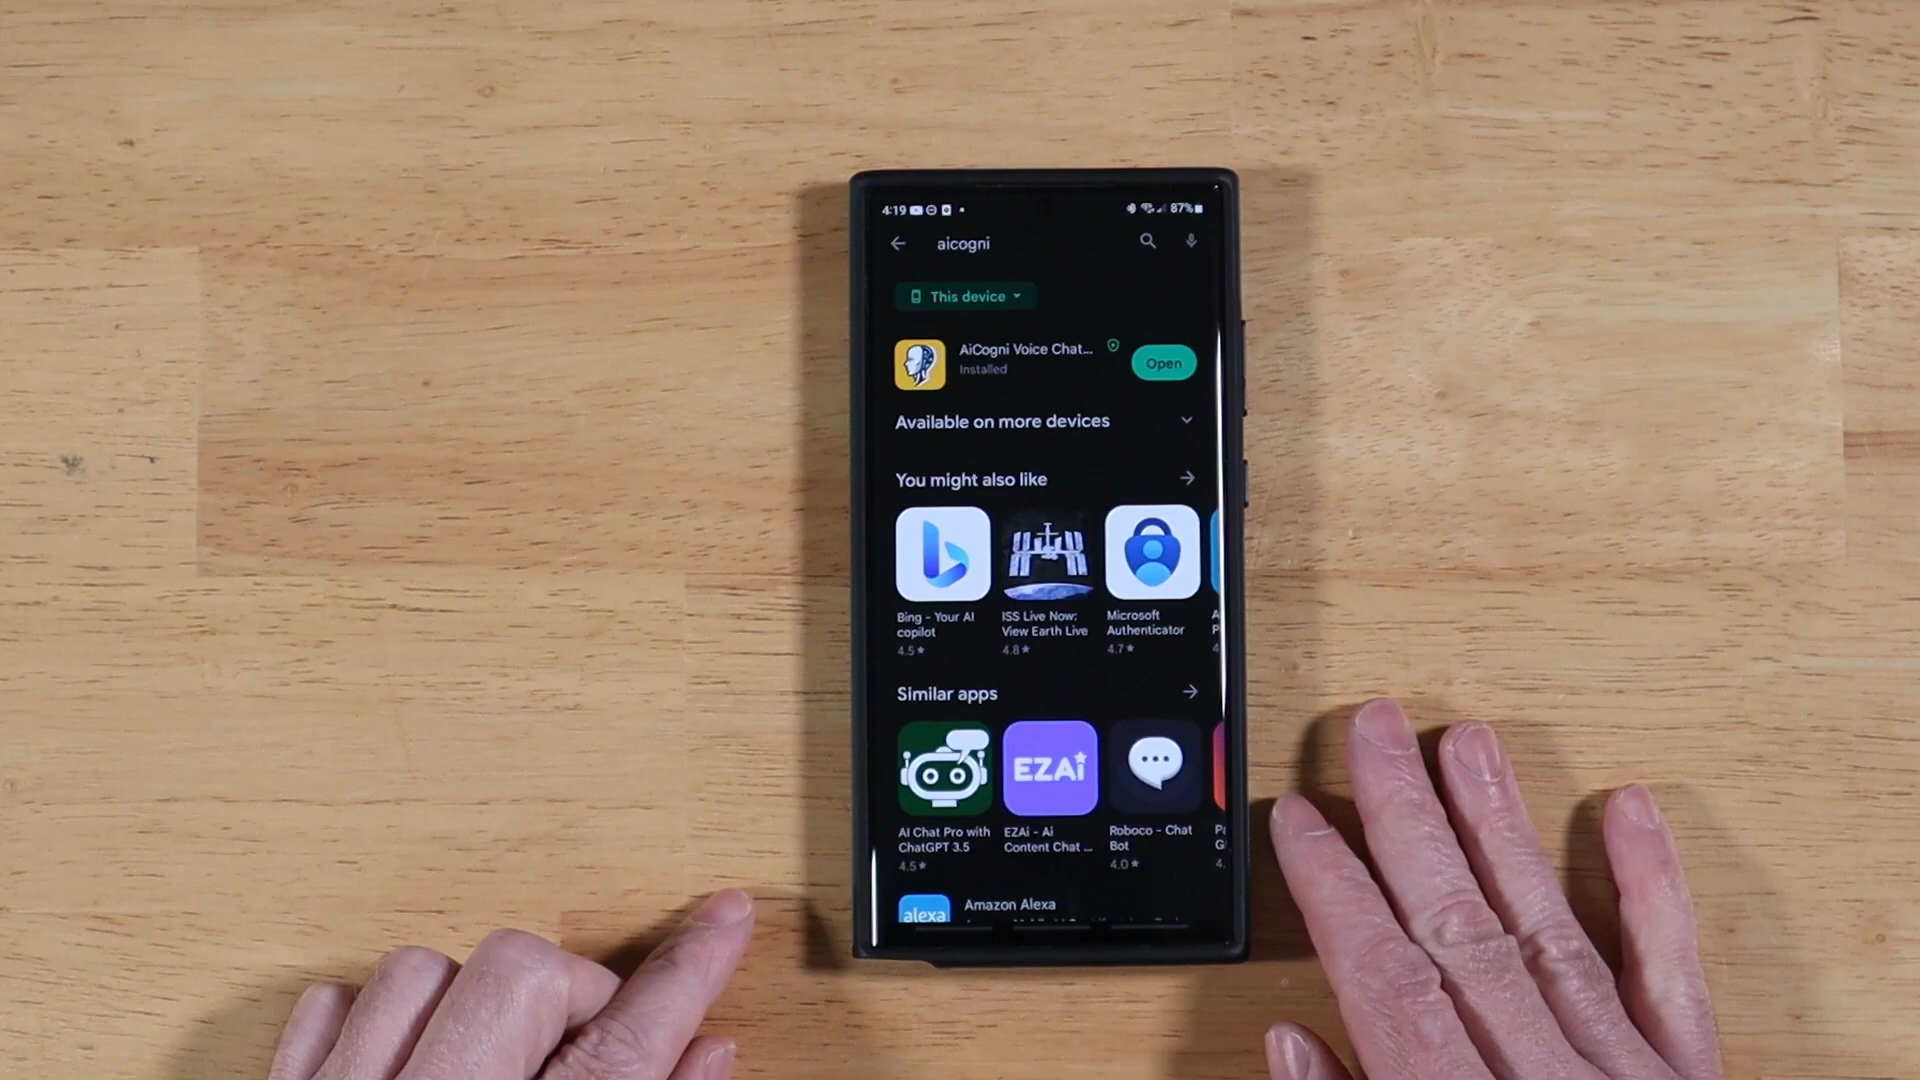 4:19
87%
aicogni
This device
AiCogni Voice Chat...
Installed
Open
Available on more devices
You might also like
Bing - Your AI
copilot
4.5★
ISS Live Now:
View Earth Live
4.8★
Microsoft
Authenticator
4.7★
A
P
4
Similar apps
EZAi
AI Chat Pro with
ChatGPT 3.5
4.5★
EZAi - Ai
Content Chat ...
Roboco - Chat
Bot
4.0★
G
4.
alexa
Amazon Alexa